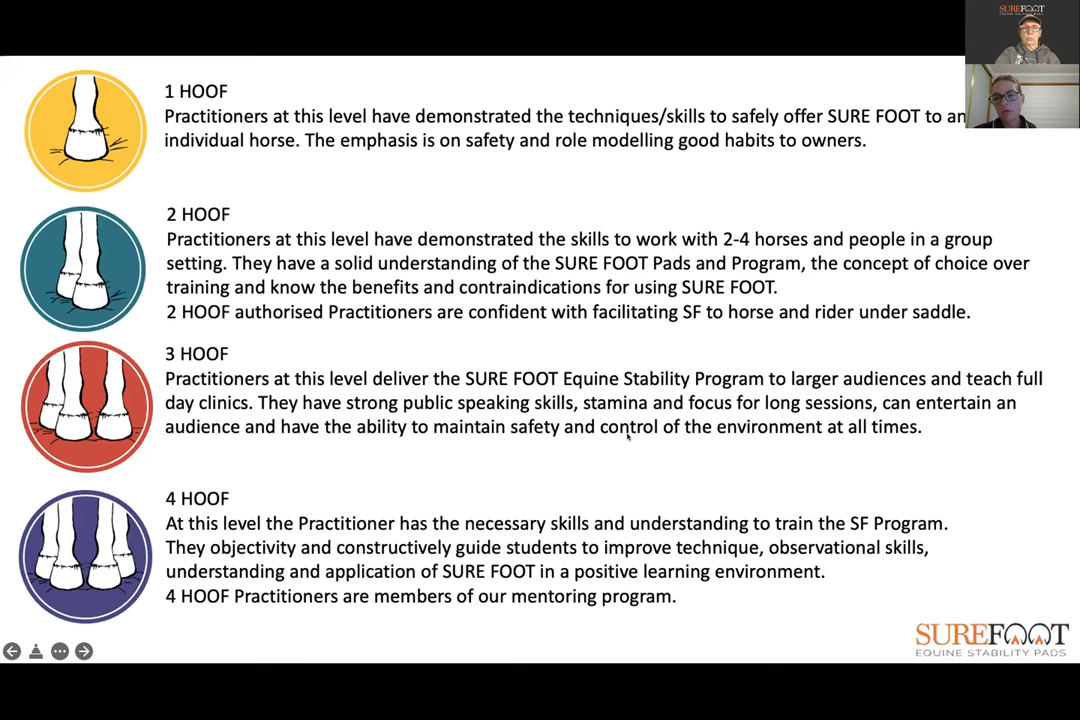 SUREFOOT
EQUINE STABILITY PADS
1 HOOF
Practitioners at this level have demonstrated the techniques/skills to safely offer SURE FOOT to an
individual horse. The emphasis is on safety and role modelling good habits to owners.
2 HOOF
Practitioners at this level have demonstrated the skills to work with 2-4 horses and people in a group
setting. They have a solid understanding of the SURE FOOT Pads and Program, the concept of choice over
training and know the benefits and contraindications for using SURE FOOT.
2 HOOF authorised Practitioners are confident with facilitating SF to horse and rider under saddle.
3 HOOF
Practitioners at this level deliver the SURE FOOT Equine Stability Program to larger audiences and teach full
day clinics. They have strong public speaking skills, stamina and focus for long sessions, can entertain an
audience and have the ability to maintain safety and control of the environment at all times.
4 HOOF
At this level the Practitioner has the necessary skills and understanding to train the SF Program.
They objectivity and constructively guide students to improve technique, observational skills,
understanding and application of SURE FOOT in a positive learning environment.
4 HOOF Practitioners are members of our mentoring program.
SUREFOOT
EQUINE STABILITY PADS